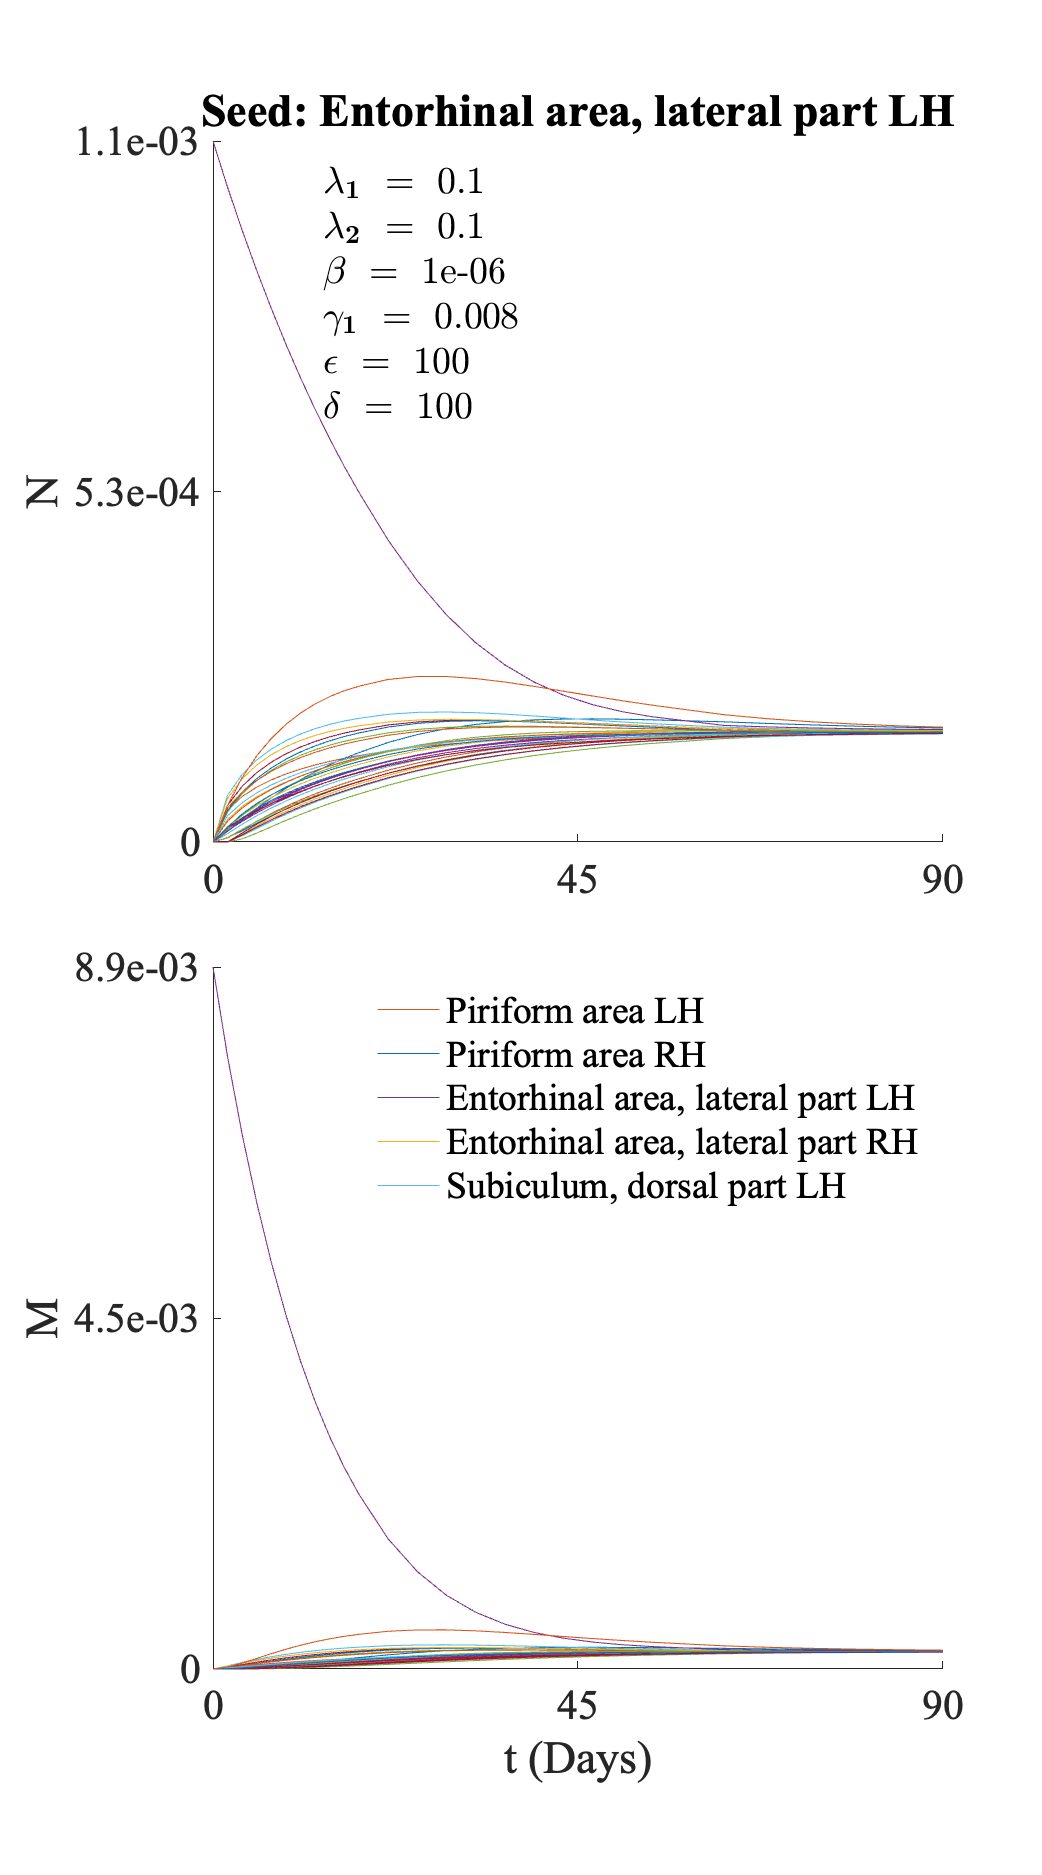 Seed: Entorhinal area, lateral part LH
1.1e-03
λ₁ = 0.1
λ₂ = 0.1
β = 1e-06
γ₁ = 0.008
ϵ = 100
δ = 100
N
5.3e-04
0
0 45 90
8.9e-03
Piriform area LH
Piriform area RH
Entorhinal area, lateral part LH
Entorhinal area, lateral part RH
Subiculum, dorsal part LH
M
4.5e-03
0
0 45 90
t (Days)